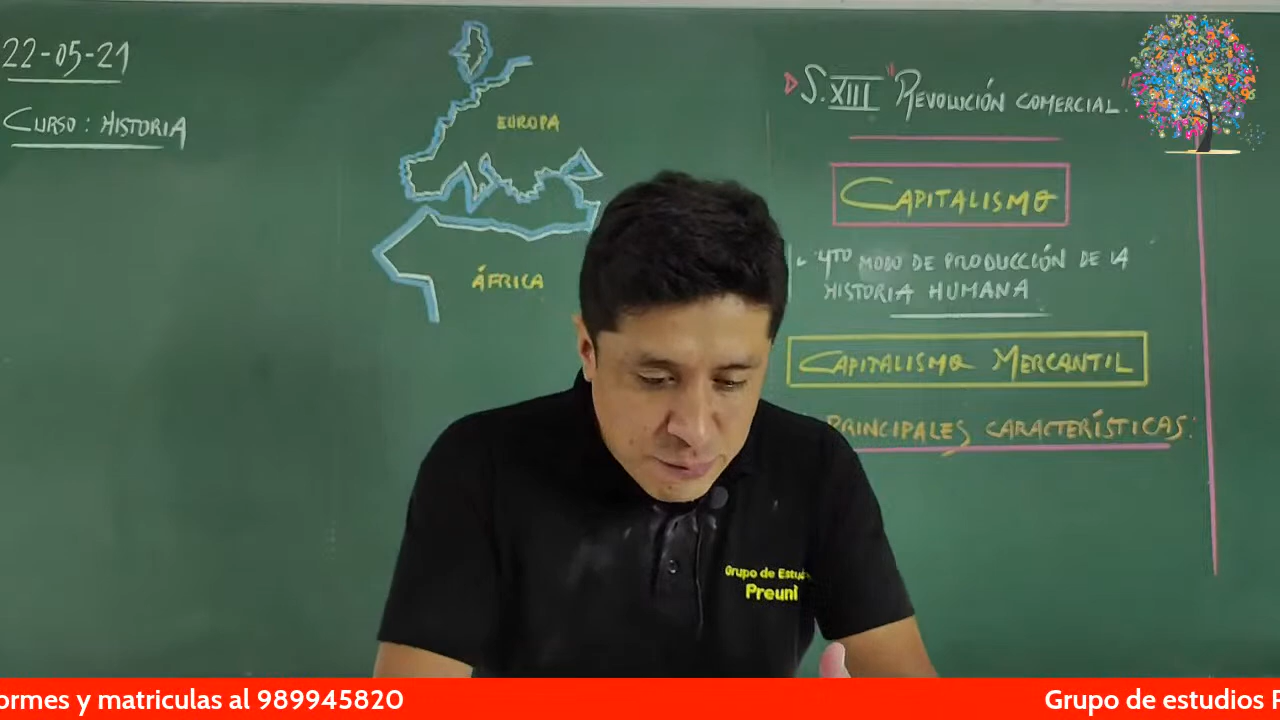 22-05-21
CURSO: HISTORIA
EUROPA
ÁFRICA
S. XIII "REVOLUCIÓN COMERCIAL"
CAPITALISMO
4TO MODO DE PRODUCCIÓN DE LA
HISTORIA HUMANA
CAPITALISMO MERCANTIL
PRINCIPALES CARACTERÍSTICAS:
Grupo de Estud
Preuni
ormes y matriculas al 989945820
Grupo de estudios P